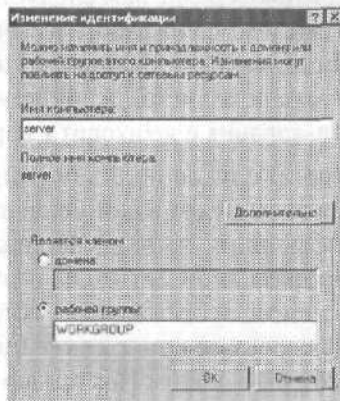 Изменение идентификации
Можно изменить имя и принадлежность к домену или
рабочей группе этого компьютера. Изменения могут
повлиять на доступ к сетевым ресурсам.
Имя компьютера:
server
Полное имя компьютера:
server.
Дополнительно...
Является членом
домена:
рабочей группы:
WORKGROUP
OK
Отмена